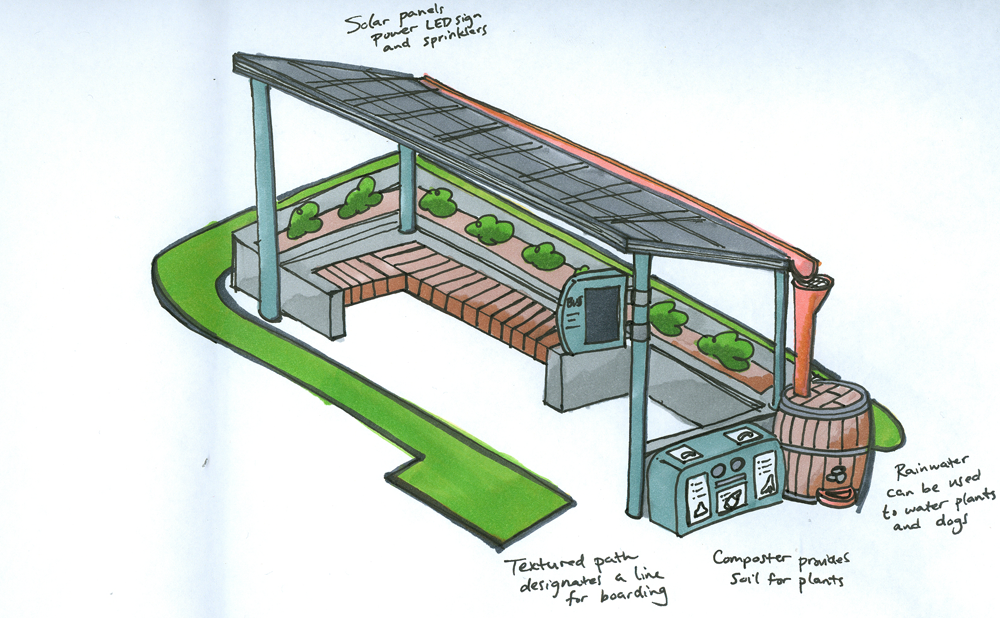 Solar panels
power LED sign
and sprinklers
BUS
Rainwater
can be used
to water plants
and dogs
Textured path
designates a line
for boarding
Composter provides
Soil for plants